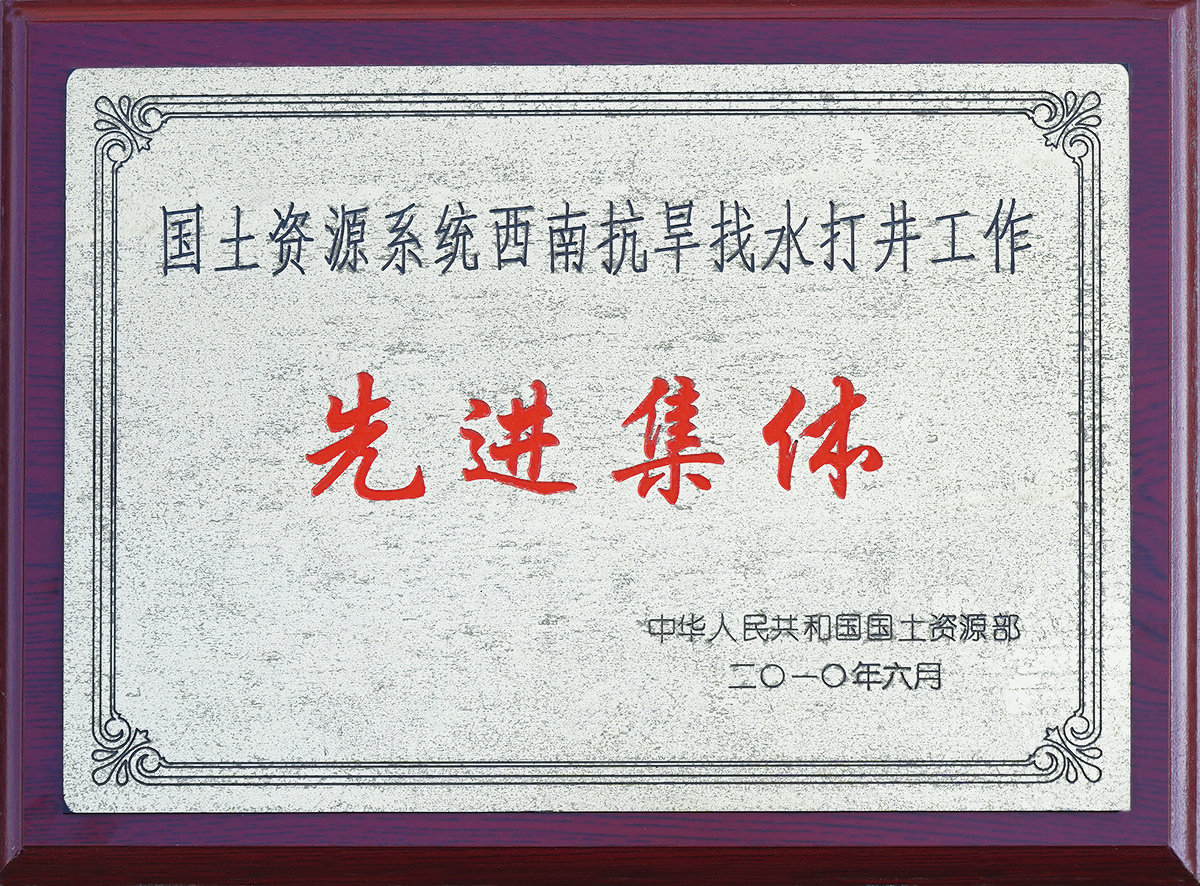 国土资源系统西南抗旱找水打井工作
先进集体
中华人民共和国国土资源部
二〇一〇年六月